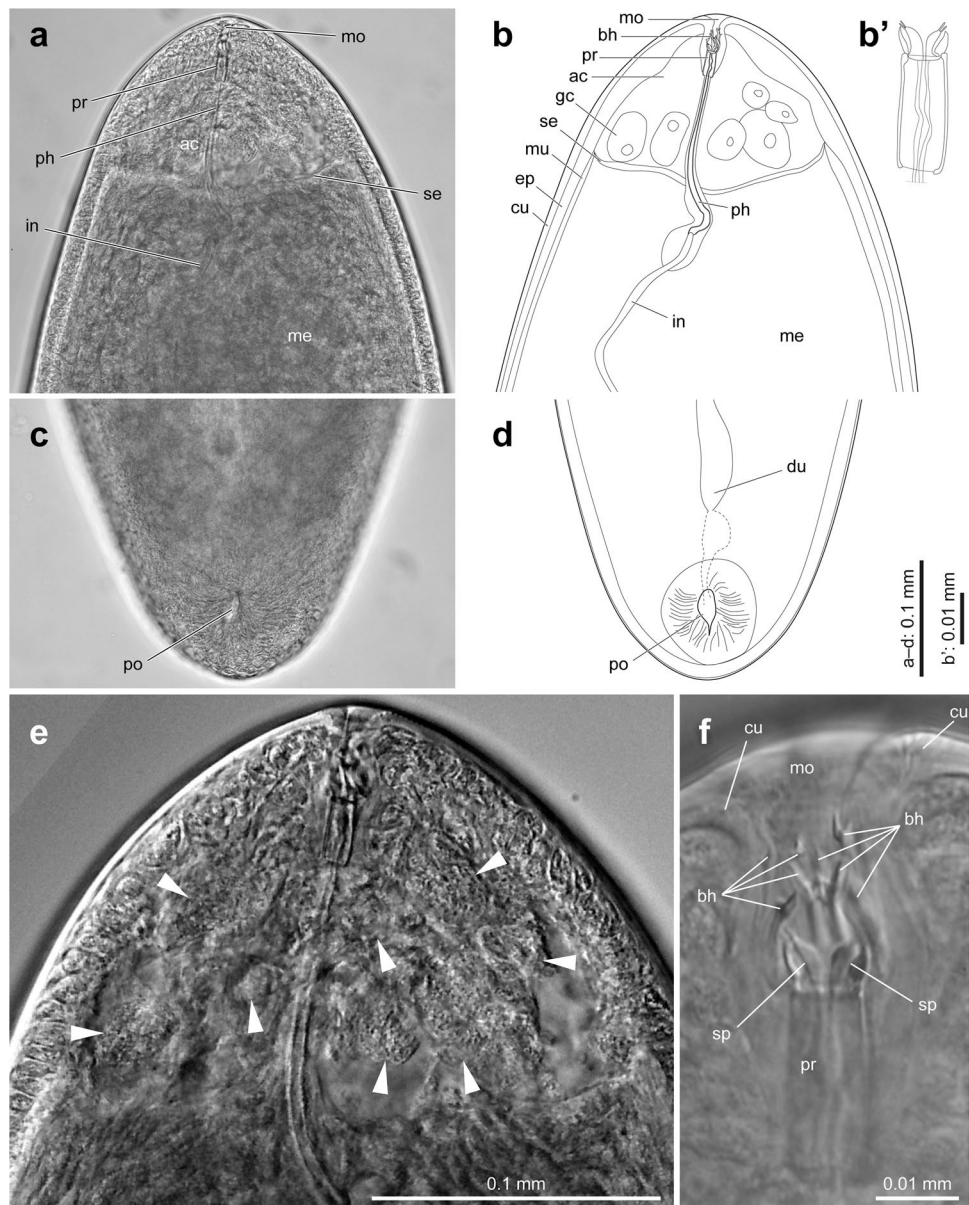 a
mo
pr
ph
ac
se
in
me
b
mo
bh
pr
ac
gc
se
mu
ep
cu
ph
in
me
b’
c
po
d
du
po
a–d: 0.1 mm
b’: 0.01 mm
e
0.1 mm
f
cu
cu
mo
bh
bh
sp
sp
pr
0.01 mm